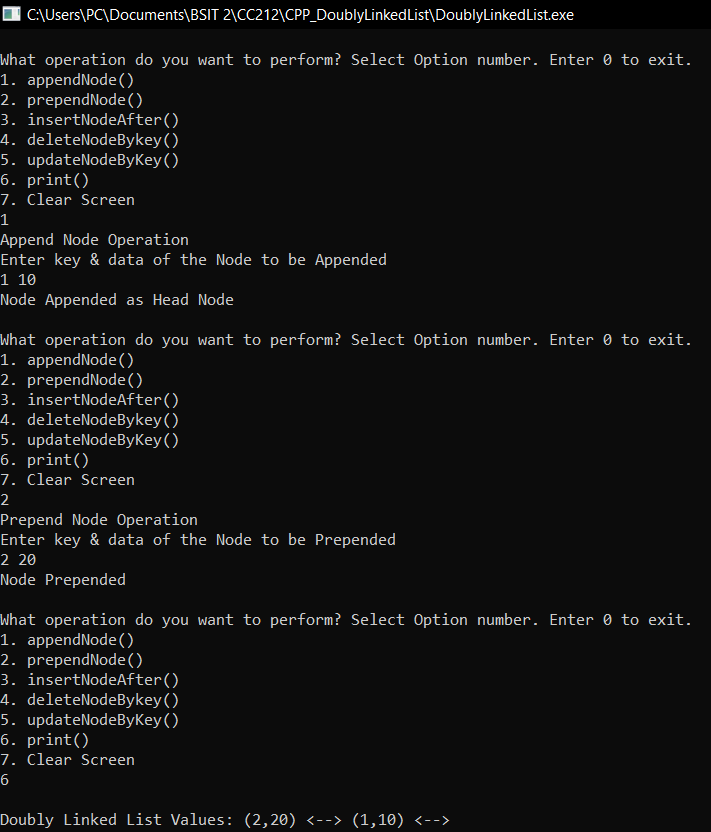 C:\Users\PC\Documents\BSIT 2\CC212\CPP_DoublyLinkedList\DoublyLinkedList.exe
What operation do you want to perform? Select Option number. Enter 0 to exit.
1. appendNode()
2. prependNode()
3. insertNodeAfter()
4. deleteNodeBykey()
5. updateNodeByKey()
6. print()
7. Clear Screen
1
Append Node Operation
Enter key & data of the Node to be Appended
1 10
Node Appended as Head Node
What operation do you want to perform? Select Option number. Enter 0 to exit.
1. appendNode()
2. prependNode()
3. insertNodeAfter()
4. deleteNodeBykey()
5. updateNodeByKey()
6. print()
7. Clear Screen
2
Prepend Node Operation
Enter key & data of the Node to be Prepended
2 20
Node Prepended
What operation do you want to perform? Select Option number. Enter 0 to exit.
1. appendNode()
2. prependNode()
3. insertNodeAfter()
4. deleteNodeBykey()
5. updateNodeByKey()
6. print()
7. Clear Screen
6
Doubly Linked List Values: (2,20) <--> (1,10) <-->